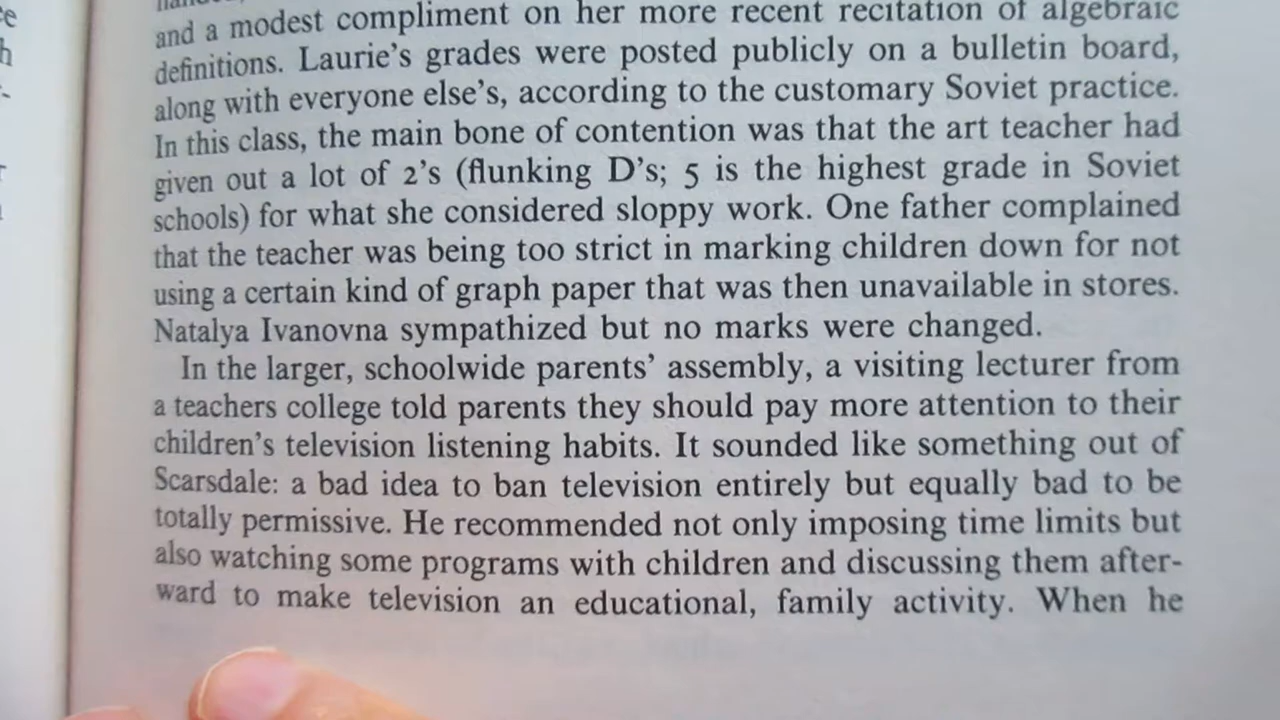 and a modest compliment on her more recent recitation of algebraic
definitions. Laurie's grades were posted publicly on a bulletin board,
along with everyone else's, according to the customary Soviet practice.
In this class, the main bone of contention was that the art teacher had
given out a lot of 2's (flunking D's; 5 is the highest grade in Soviet
schools) for what she considered sloppy work. One father complained
that the teacher was being too strict in marking children down for not
using a certain kind of graph paper that was then unavailable in stores.
Natalya Ivanovna sympathized but no marks were changed.
In the larger, schoolwide parents' assembly, a visiting lecturer from
a teachers college told parents they should pay more attention to their
children's television listening habits. It sounded like something out of
Scarsdale: a bad idea to ban television entirely but equally bad to be
totally permissive. He recommended not only imposing time limits but
also watching some programs with children and discussing them after-
ward to make television an educational, family activity. When he